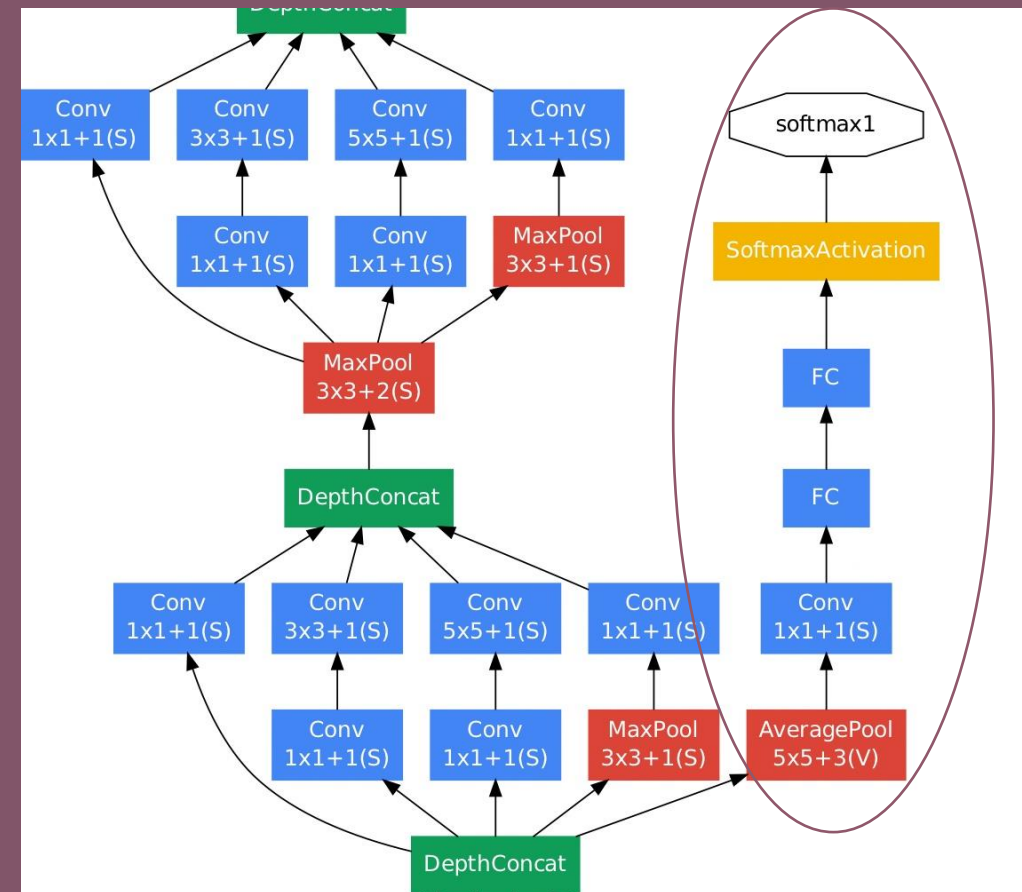 DepthConcat
Conv
1x1+1(S)
Conv
3x3+1(S)
Conv
5x5+1(S)
Conv
1x1+1(S)
softmax1
Conv
1x1+1(S)
Conv
1x1+1(S)
MaxPool
3x3+1(S)
SoftmaxActivation
MaxPool
3x3+2(S)
FC
DepthConcat
FC
Conv
1x1+1(S)
Conv
3x3+1(S)
Conv
5x5+1(S)
Conv
1x1+1(S)
Conv
1x1+1(S)
Conv
1x1+1(S)
Conv
1x1+1(S)
MaxPool
3x3+1(S)
AveragePool
5x5+3(V)
DepthConcat